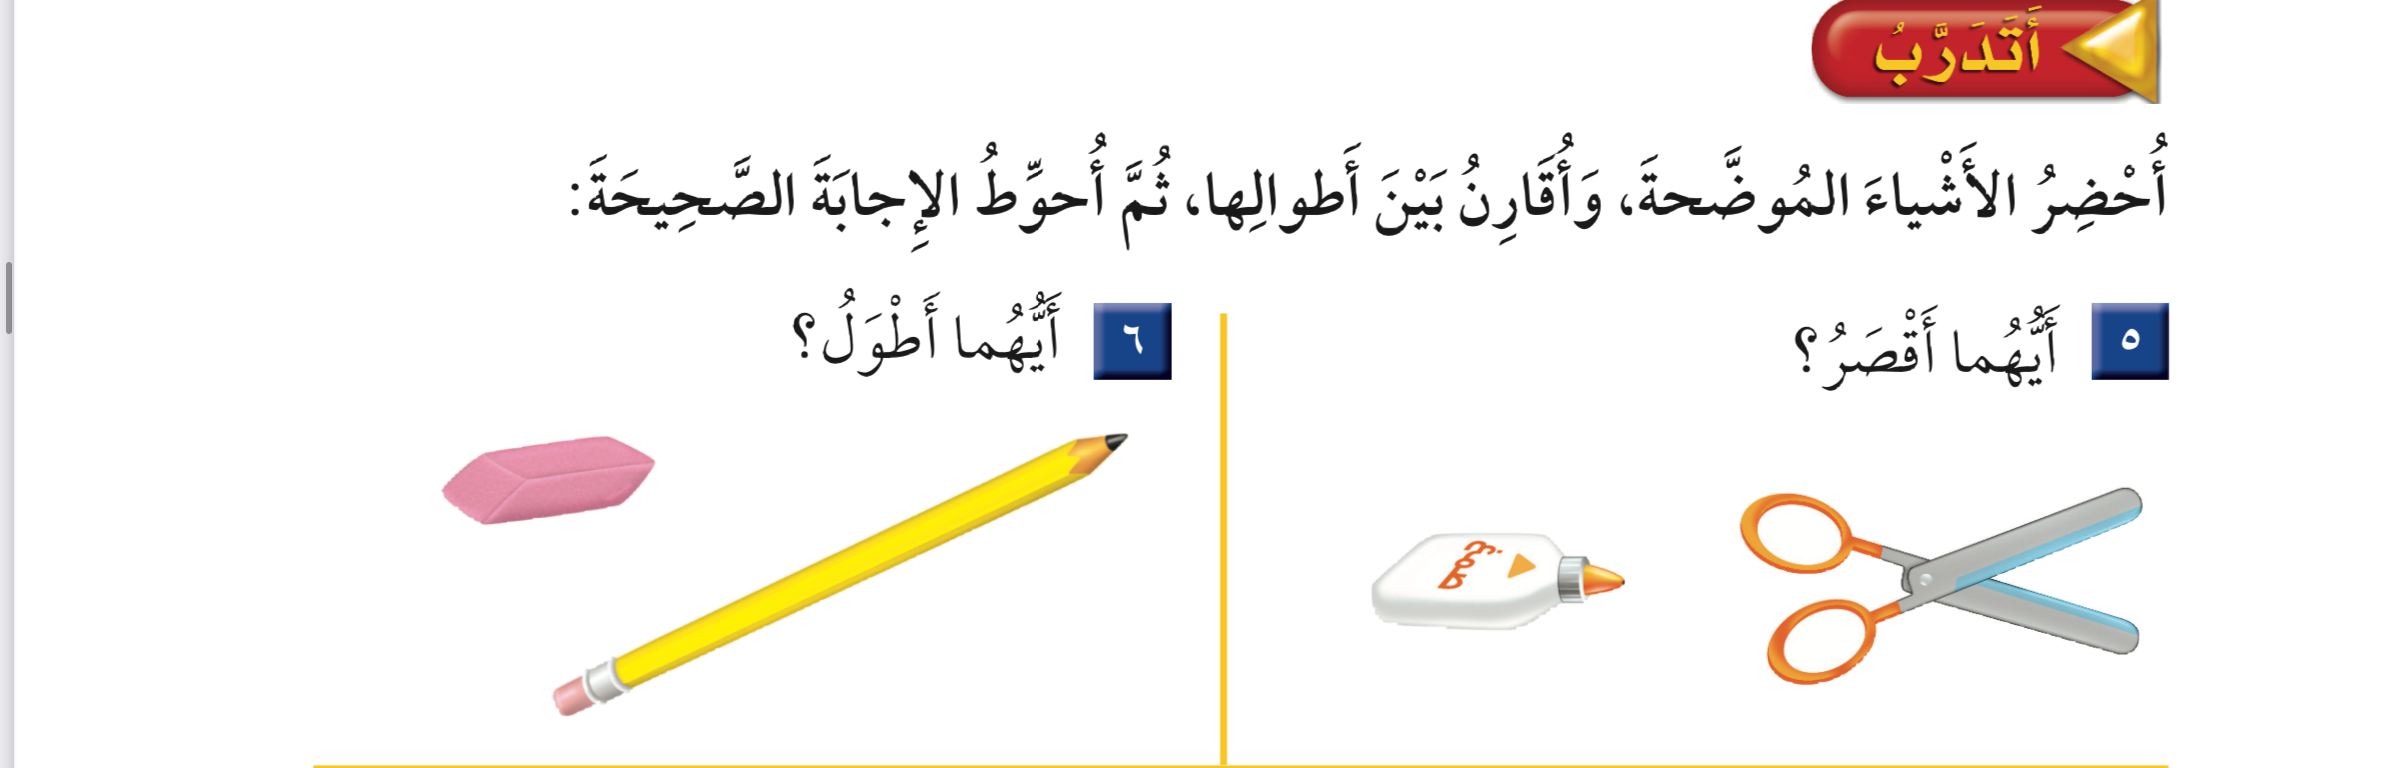 أَتَدَرَّبُ
أُحْضِرُ الأَشْياءَ المُوضَّحةَ، وَأُقَارِنُ بَيْنَ أَطوالِها، ثُمَّ أُحوِّطُ الإِجابَةَ الصَّحِيحَةَ:
٥ أَيُّهُما أَقْصَرُ؟
٦ أَيُّهُما أَطْوَلُ؟
صمغ